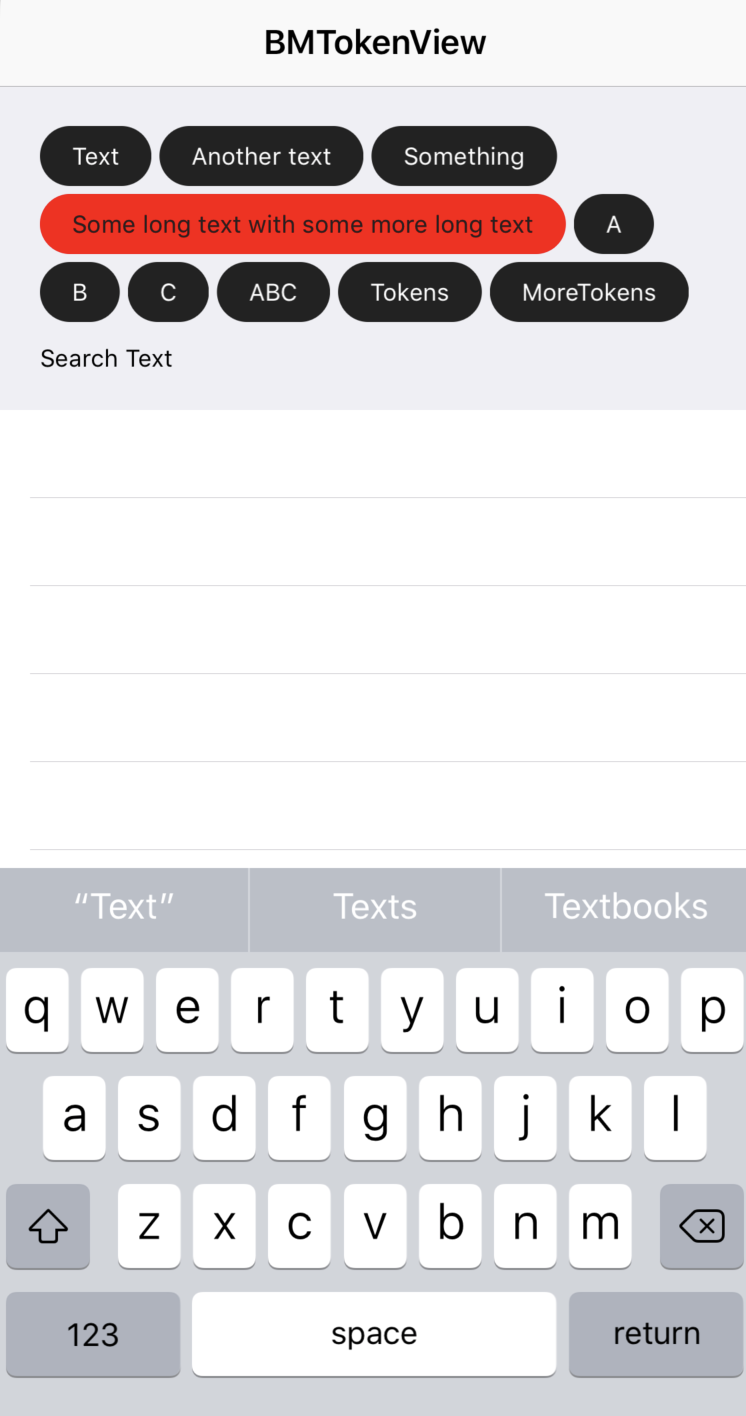 BMTokenView
Text Another text Something
Some long text with some more long text A
B C ABC Tokens MoreTokens
Search Text
“Text” Texts Textbooks
q w e r t y u i o p
a s d f g h j k l
z x c v b n m
123 space return